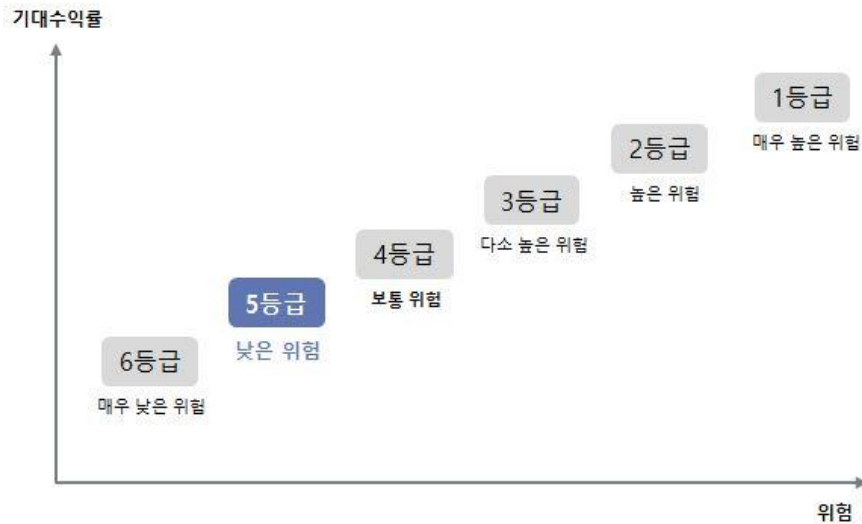 기대수익률
1등급
매우 높은 위험
2등급
높은 위험
3등급
다소 높은 위험
4등급
보통 위험
5등급
낮은 위험
6등급
매우 낮은 위험
위험